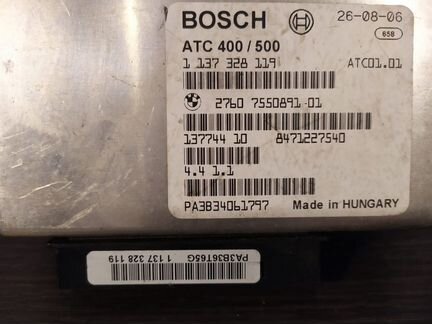 BOSCH 26-08-06
658
ATC 400 / 500
1 137 328 119 ATC01.01
2760 7550891-01
137744 10 8471227540
4.4 1.1
PA3B34061797 Made in HUNGARY
PA3B36T65G
1 137 328 119